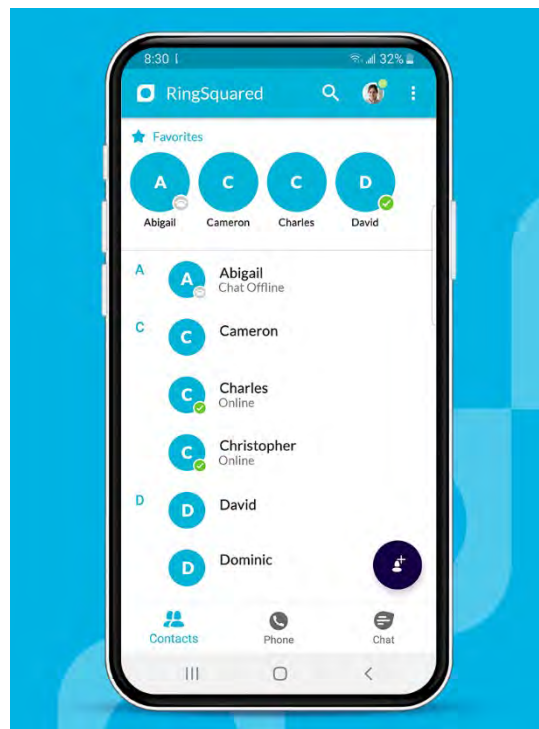 8:30
32%
RingSquared
Favorites
A C C D
Abigail Cameron Charles David
A A Abigail
Chat Offline
C C Cameron
C Charles
Online
C Christopher
Online
D D David
D Dominic
Contacts Phone Chat